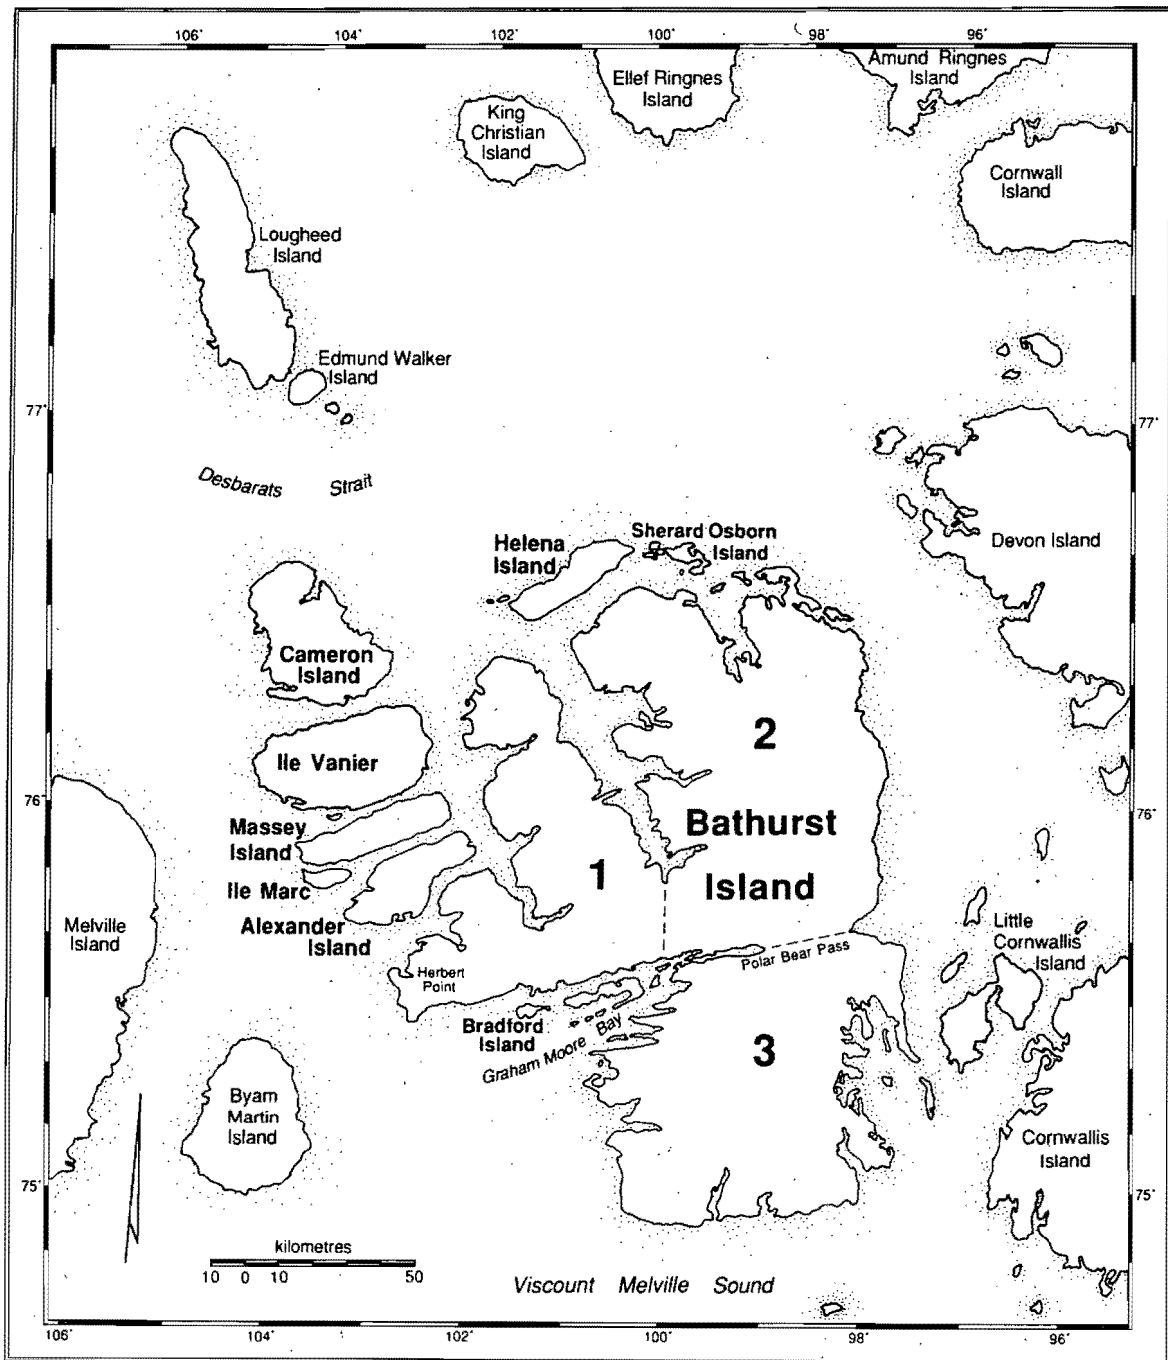 106° 104° 102° 100° 98° 96°
Ellef Ringnes
Island
Amund Ringnes
Island
King
Christian
Island
Cornwall
Island
Lougheed
Island
Edmund Walker
Island
77° 77°
Desbarats Strait
Helena
Island
Sherard Osborn
Island
Devon Island
Cameron
Island
2
Ile Vanier
76° 76°
Massey
Island
Bathurst
Island
1
Ile Marc
Alexander
Island
Melville
Island
Little
Cornwallis
Island
Polar Bear Pass
Herbert
Point
Bradford
Island
Graham Moore Bay
3
Byam
Martin
Island
Cornwallis
Island
75° 75°
kilometres
10 0 10 50
Viscount Melville Sound
106° 104° 102° 100° 98° 96°